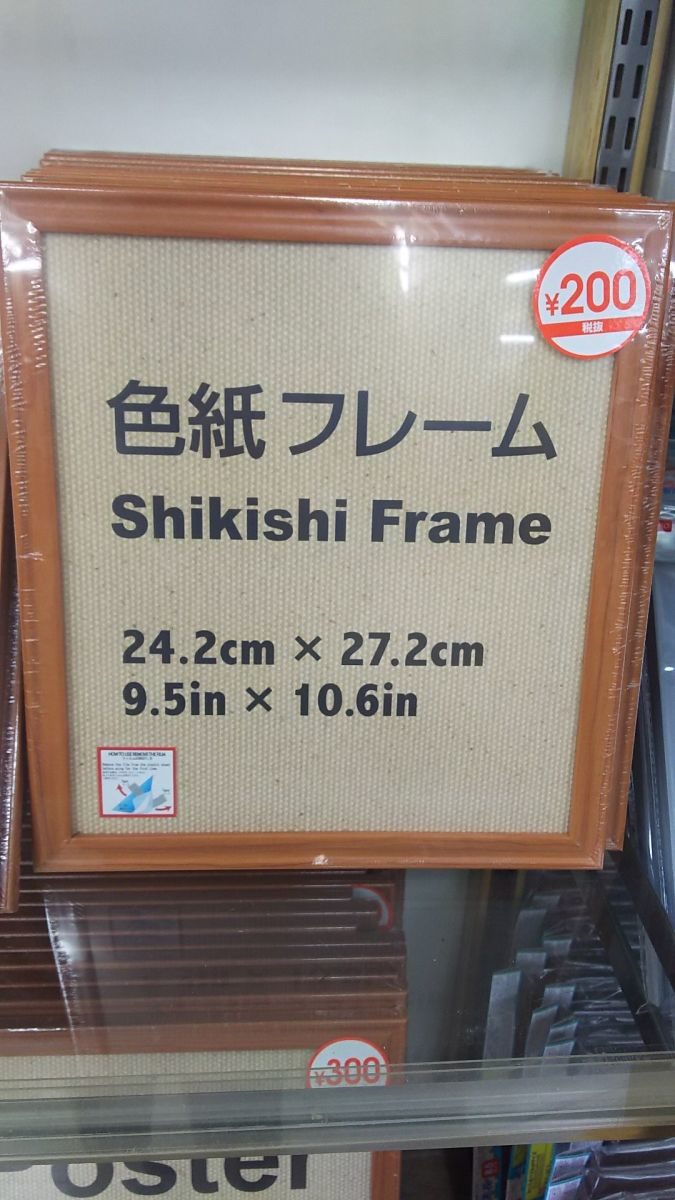 ¥200
税抜
色紙 フレーム
Shikishi Frame
24.2cm × 27.2cm
9.5in × 10.6in
HOW TO USE REMOVE THE FILM
¥300
Poster